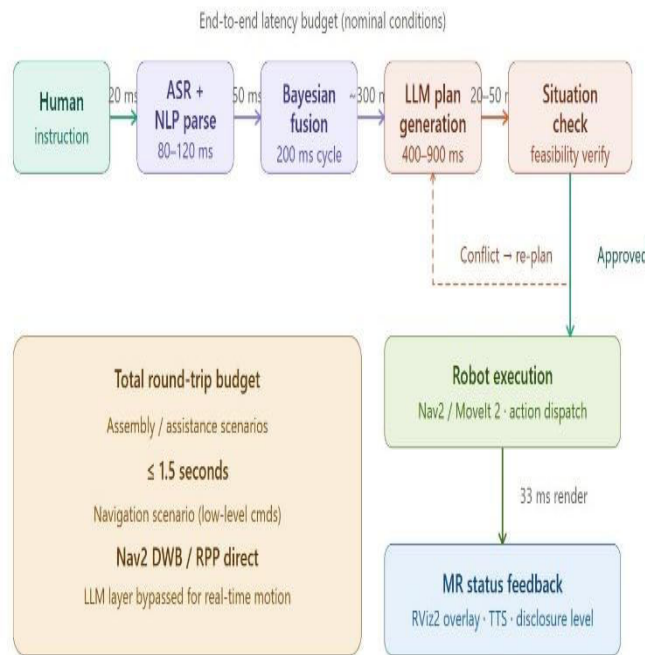 End-to-end latency budget (nominal conditions)
Human
instruction
20 ms
ASR +
NLP parse
80–120 ms
50 ms
Bayesian
fusion
200 ms cycle
~300 m
LLM plan
generation
400–900 ms
20–50 m
Situation
check
feasibility verify
Conflict → re-plan
Approved
Total round-trip budget
Assembly / assistance scenarios
≤ 1.5 seconds
Navigation scenario (low-level cmds)
Nav2 DWB / RPP direct
LLM layer bypassed for real-time motion
Robot execution
Nav2 / MoveIt 2 · action dispatch
33 ms render
MR status feedback
RViz2 overlay · TTS · disclosure level